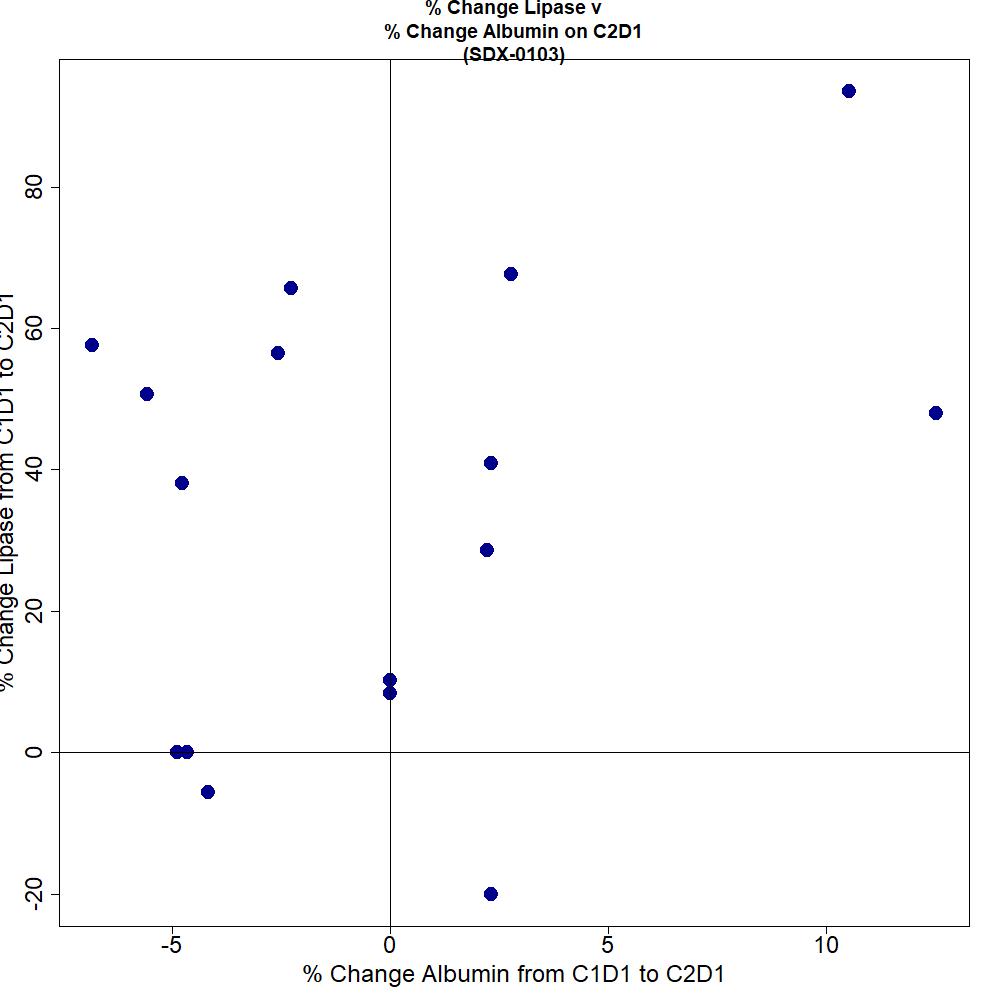 % Change Lipase v
% Change Albumin on C2D1
(SDX-0103)
% Change Lipase from C1D1 to C2D1
80
60
40
20
0
-20
-5
0
5
10
% Change Albumin from C1D1 to C2D1